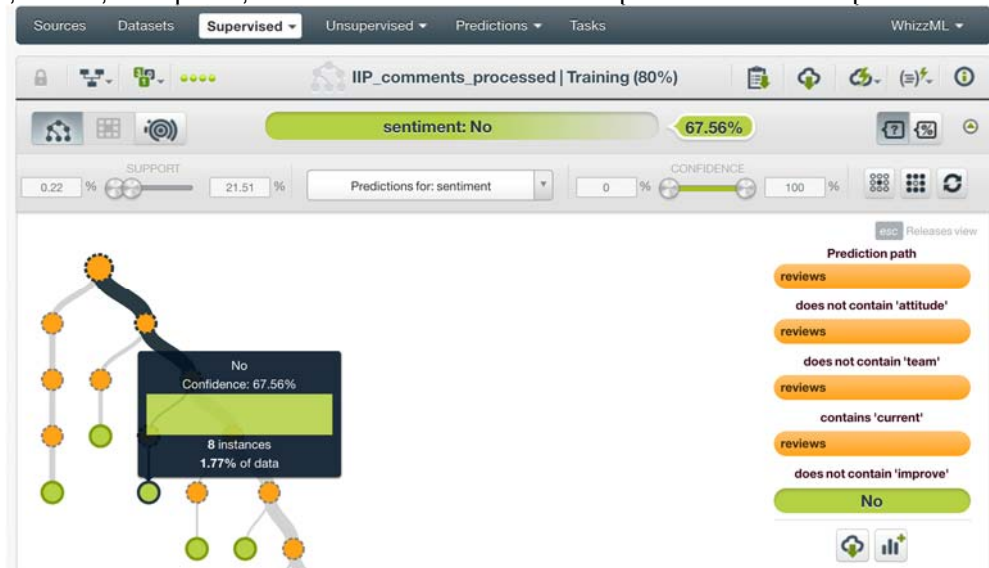 Sources Datasets Supervised Unsupervised Predictions Tasks WhizzML
IIP_comments_processed | Training (80%)
sentiment: No 67.56%
SUPPORT CONFIDENCE
0.22 % 21.51 % Predictions for: sentiment 0 % 100 %
esc Releases view
Prediction path
reviews
does not contain 'attitude'
reviews
does not contain 'team'
reviews
contains 'current'
reviews
does not contain 'improve'
No
No
Confidence: 67.56%
8 instances
1.77% of data